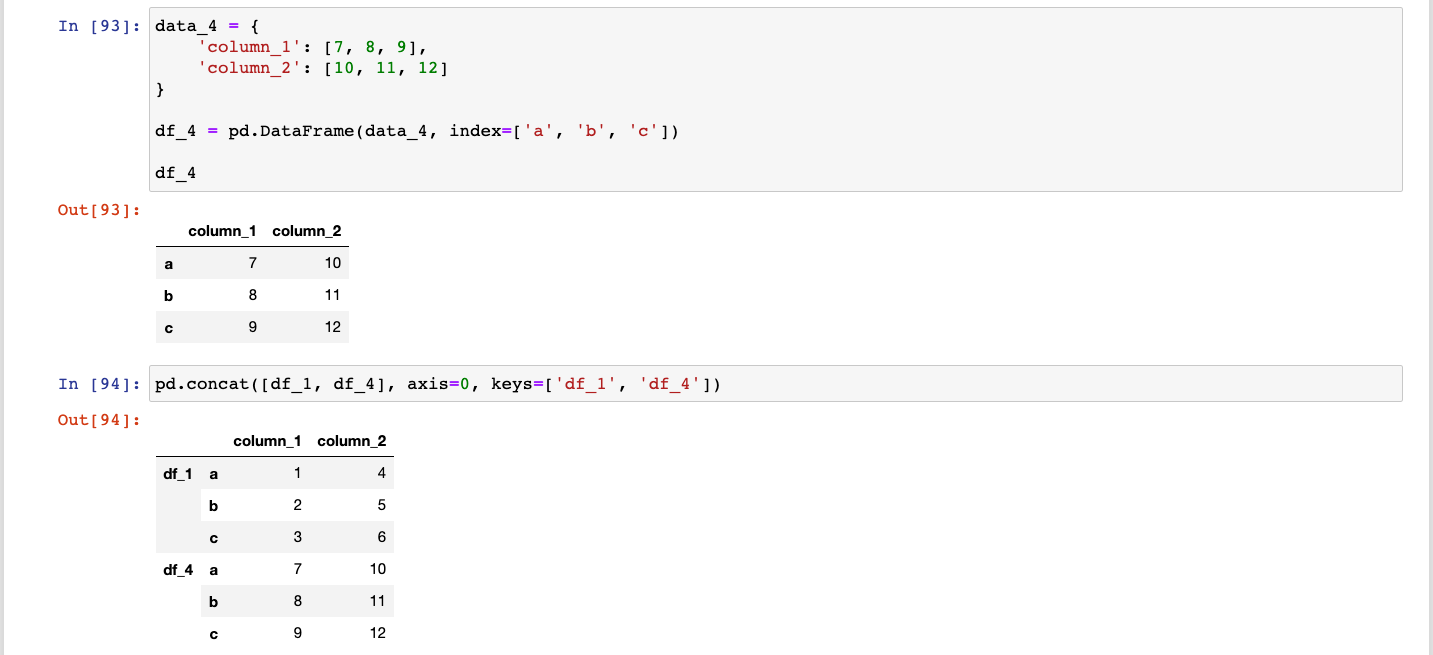 In [93]: data_4 = {
    'column_1': [7, 8, 9],
    'column_2': [10, 11, 12]
}
df_4 = pd.DataFrame(data_4, index=['a', 'b', 'c'])
df_4
Out[93]:
column_1 column_2
a 7 10
b 8 11
c 9 12
In [94]: pd.concat([df_1, df_4], axis=0, keys=['df_1', 'df_4'])
Out[94]:
column_1 column_2
df_1 a 1 4
b 2 5
c 3 6
df_4 a 7 10
b 8 11
c 9 12